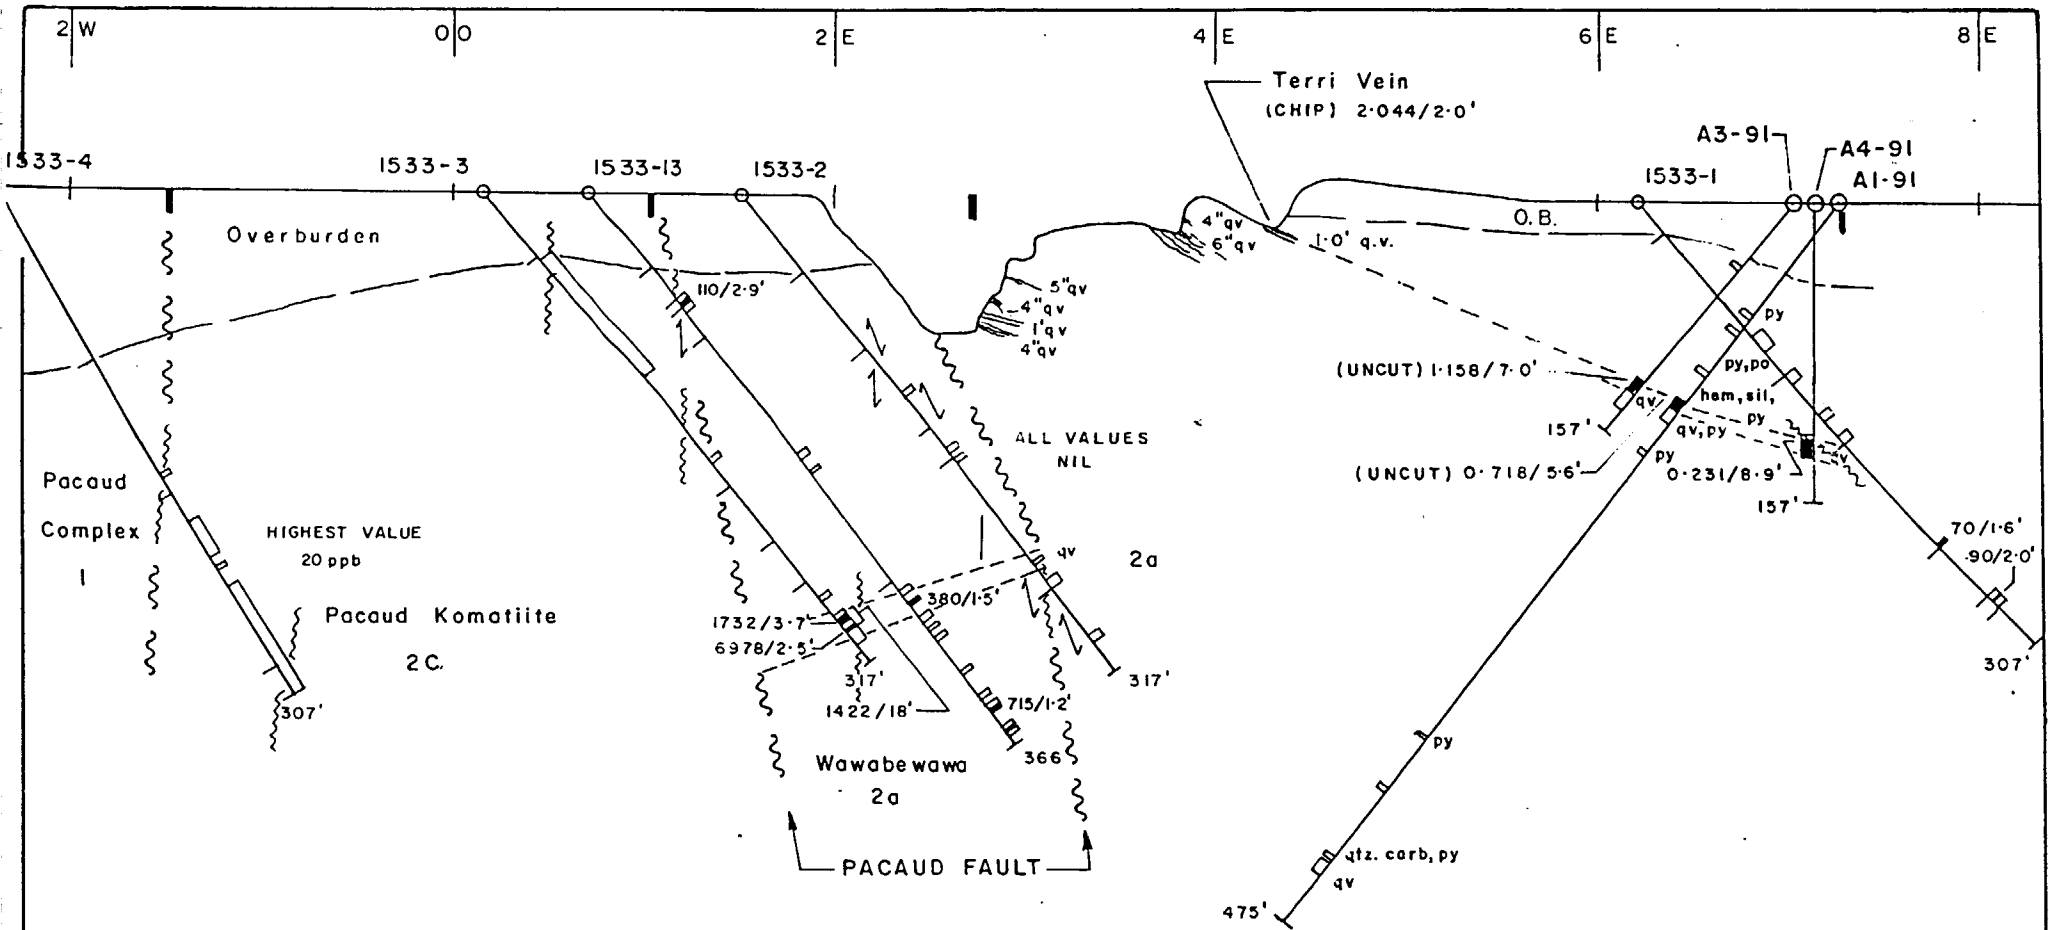 2 W
0 0
2 E
4 E
6 E
8 E
Terri Vein
(CHIP) 2.044/2.0'
A3-91
A4-91
A1-91
1533-4
1533-3
1533-13
1533-2
1533-1
Overburden
O.B.
4"qv
6"qv
1.0' q.v.
5"qv
4"qv
1'qv
4"qv
110/2.9'
py
py,po
(UNCUT) 1.158/7.0'
qv
hem, sil,
py
157'
qv, py
ALL VALUES
NIL
py
(UNCUT) 0.718/5.6'
0.231/8.9'
157'
Pacaud
Complex
1
HIGHEST VALUE
20 ppb
70/1.6'
.90/2.0'
qv
2a
Pacaud Komatiite
2C.
1732/3.7'
6978/2.5'
380/1.5'
307'
317'
317'
307'
1422/18'
715/1.2'
366
Wawabewawa
2a
py
PACAUD FAULT
qtz. carb, py
qv
475'